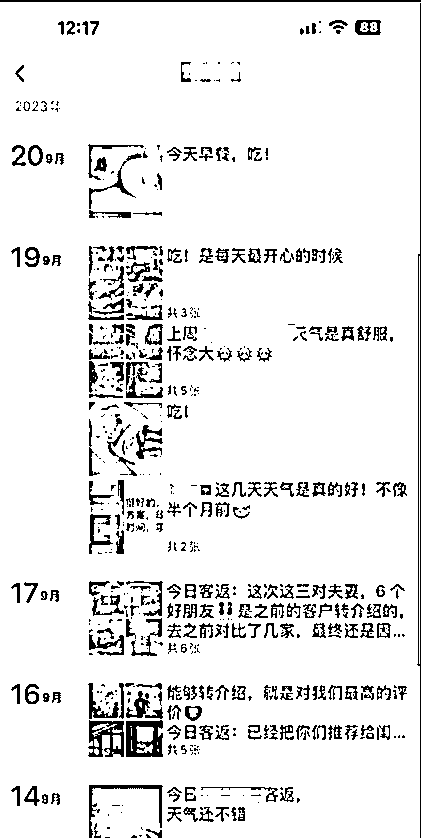 12:17
88
2023年
20 9月
今天早餐，吃！
19 9月
吃！是每天最开心的时候
共3张
上周 天气是真舒服，
怀念大
共5张
吃！
这几天天气是真的好！不像
半个月前
共2张
17 9月
今日客返：这次这三对夫妻，6个
好朋友 是之前的客户转介绍的，
去之前对比了几家，最终还是因...
共6张
16 9月
能够转介绍，就是对我们最高的评
价
今日客返：已经把你们推荐给闺...
共5张
14 9月
今日 客返，
天气还不错